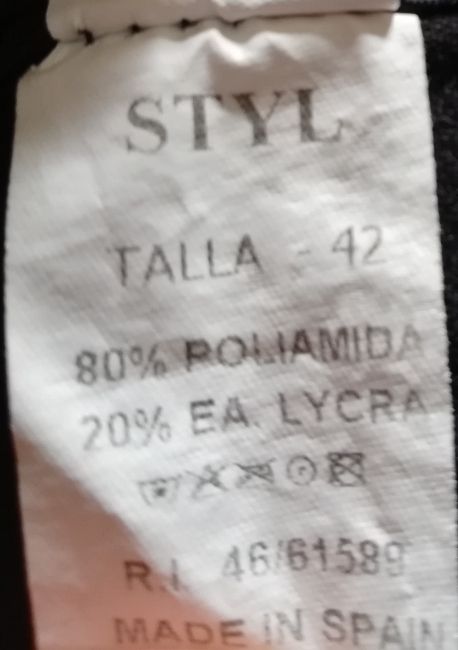 STYL
TALLA - 42
80% POLIAMIDA
20% EA. LYCRA
R.I. 46/61589
MADE IN SPAIN